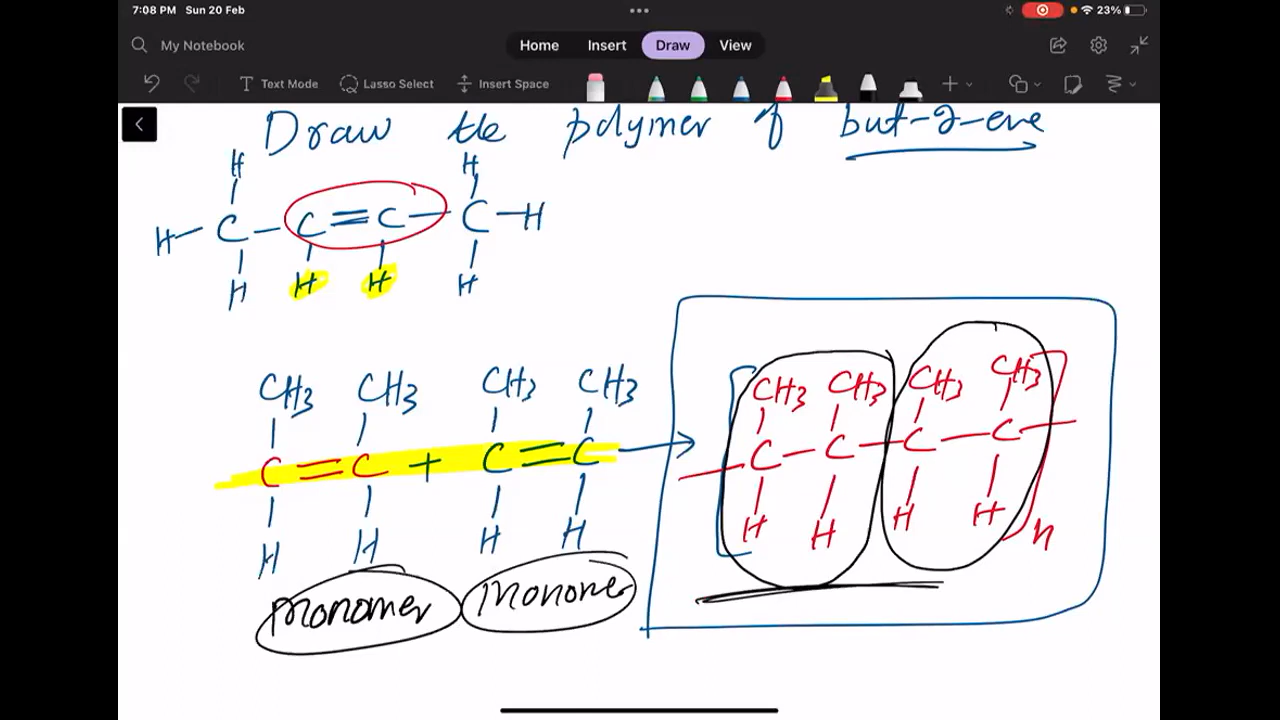 7:08 PM Sun 20 Feb 23%
My Notebook Home Insert Draw View
Text Mode Lasso Select Insert Space
Draw the polymer of but-2-ene
H H
H-C-C=C-C-H
H H H H
CH3 CH3 CH3 CH3 CH3 CH3 CH3 CH3
C=C + C=C → -C-C-C-C-
H H H H H H H H n
monomer monomer